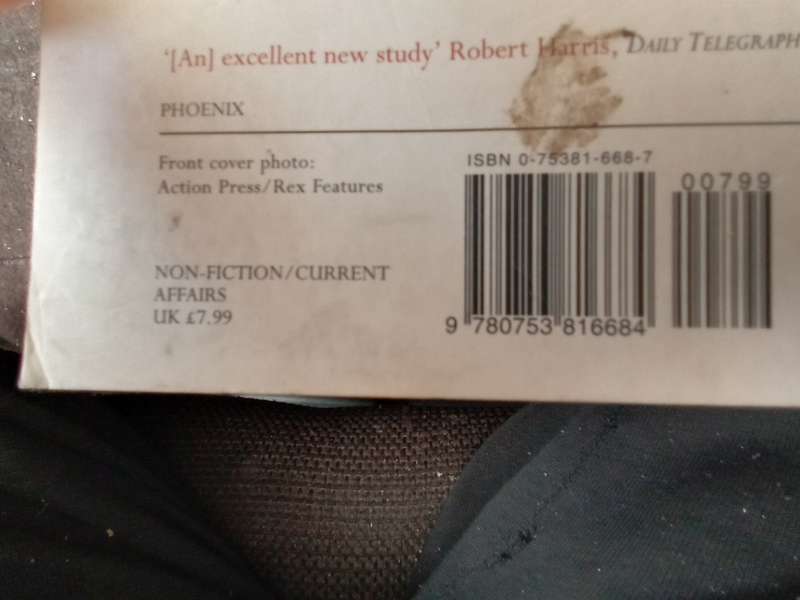 ‘[An] excellent new study’ Robert Harris, DAILY TELEGRAPH
PHOENIX
Front cover photo:
Action Press/Rex Features
NON-FICTION/CURRENT
AFFAIRS
UK £7.99
ISBN 0-75381-668-7
00799
9 780753 816684